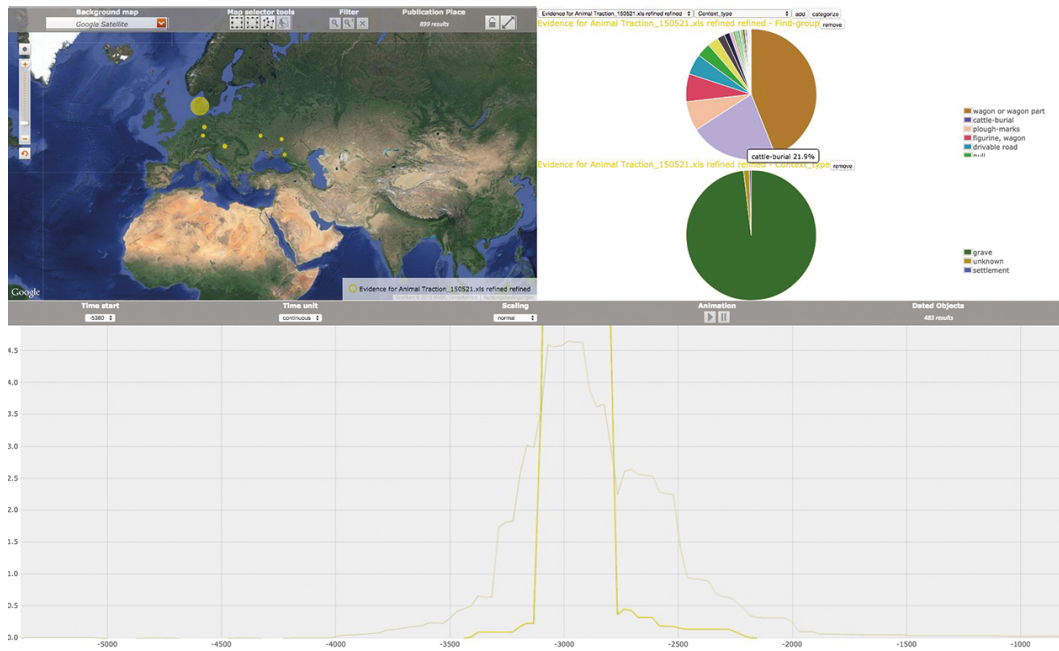 Background map
Map selector tools
Filter
Publication Place
Google Satellite
899 results
Evidence for Animal Traction_150521.xls refined refined
Context_type
add
categorize
Evidence for Animal Traction_150521.xls refined refined - Find-group
remove
wagon or wagon part
cattle-burial
plough-marks
figurine, wagon
drivable road
null
cattle-burial 21.9%
Evidence for Animal Traction_150521.xls refined refined - Context_type
remove
grave
unknown
settlement
Google
Evidence for Animal Traction_150521.xls refined refined
Time start
Time unit
Scaling
Animation
Dated Objects
-5380
continuous
normal
483 results
4.5
4.0
3.5
3.0
2.5
2.0
1.5
1.0
0.5
0.0
-5000
-4500
-4000
-3500
-3000
-2500
-2000
-1500
-1000